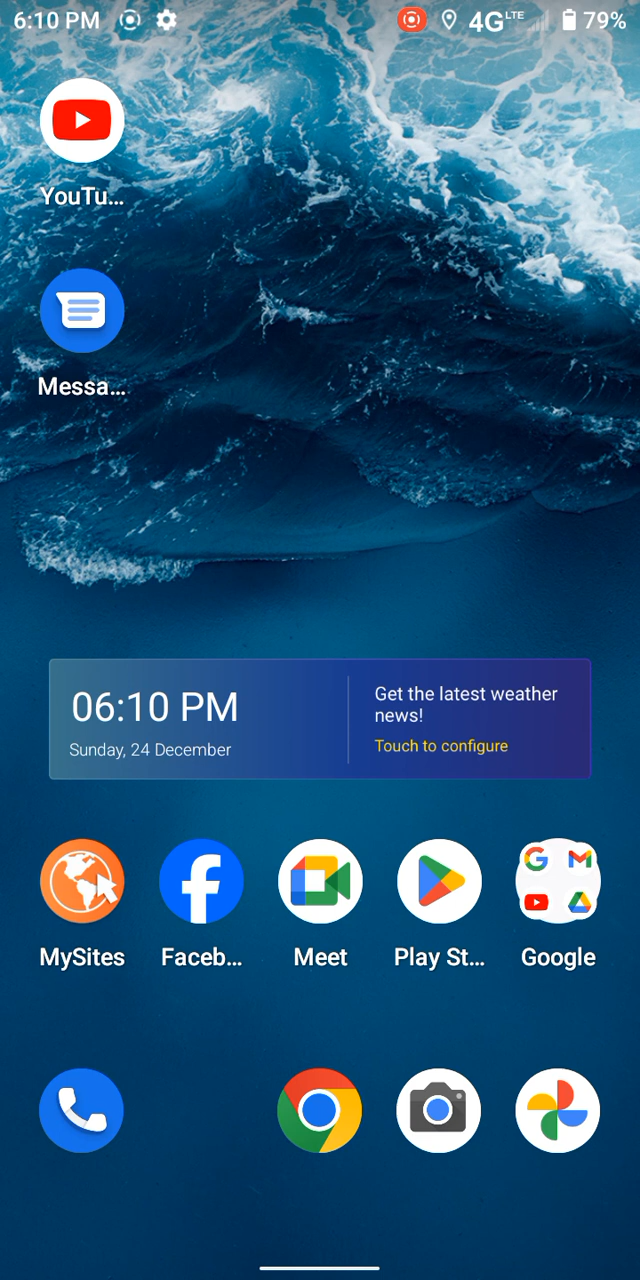 6:10 PM 4G LTE 79%
YouTu...
Messa...
06:10 PM
Sunday, 24 December
Get the latest weather
news!
Touch to configure
MySites Faceb... Meet Play St... Google